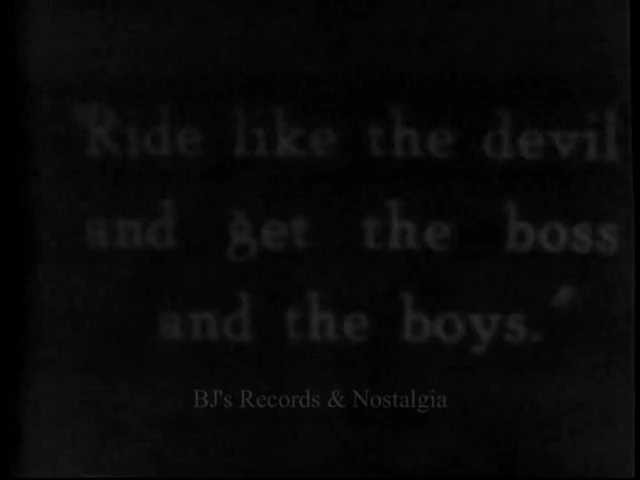 "Ride like the devil
and get the boss
and the boys."
BJ's Records & Nostalgia